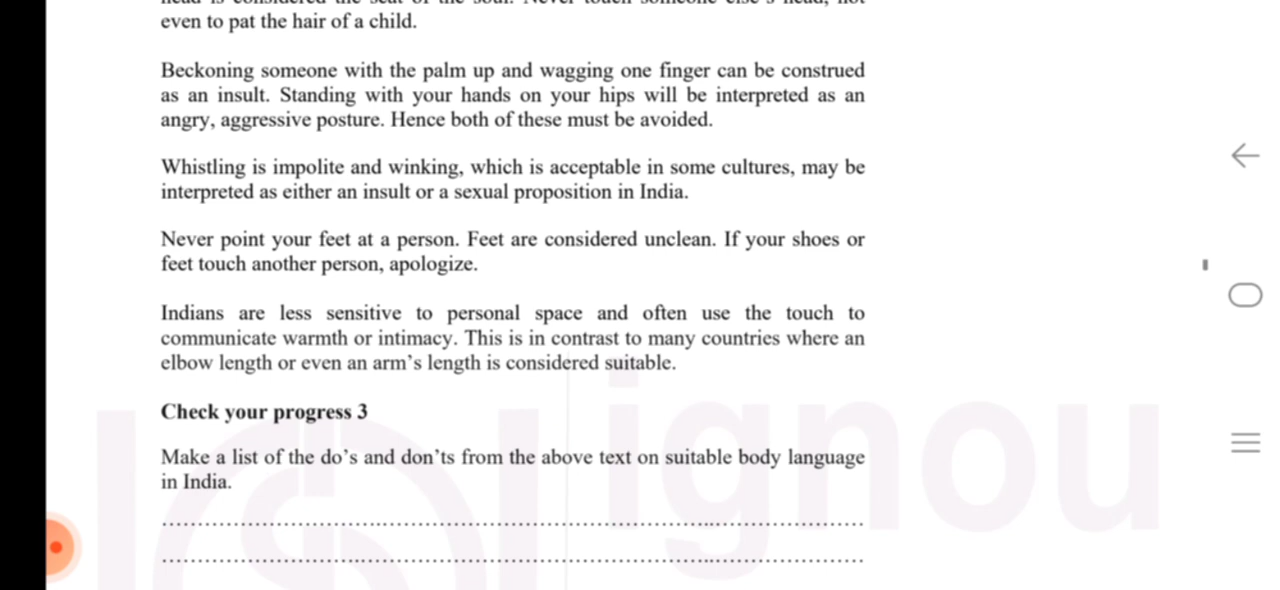 even to pat the hair of a child.
Beckoning someone with the palm up and wagging one finger can be construed
as an insult. Standing with your hands on your hips will be interpreted as an
angry, aggressive posture. Hence both of these must be avoided.
Whistling is impolite and winking, which is acceptable in some cultures, may be
interpreted as either an insult or a sexual proposition in India.
Never point your feet at a person. Feet are considered unclean. If your shoes or
feet touch another person, apologize.
Indians are less sensitive to personal space and often use the touch to
communicate warmth or intimacy. This is in contrast to many countries where an
elbow length or even an arm's length is considered suitable.
Check your progress 3
Make a list of the do's and don'ts from the above text on suitable body language
in India.
ignou